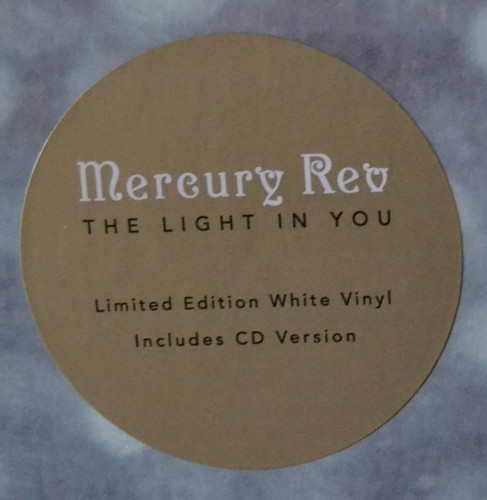 Mercury Rev
THE LIGHT IN YOU
Limited Edition White Vinyl
Includes CD Version